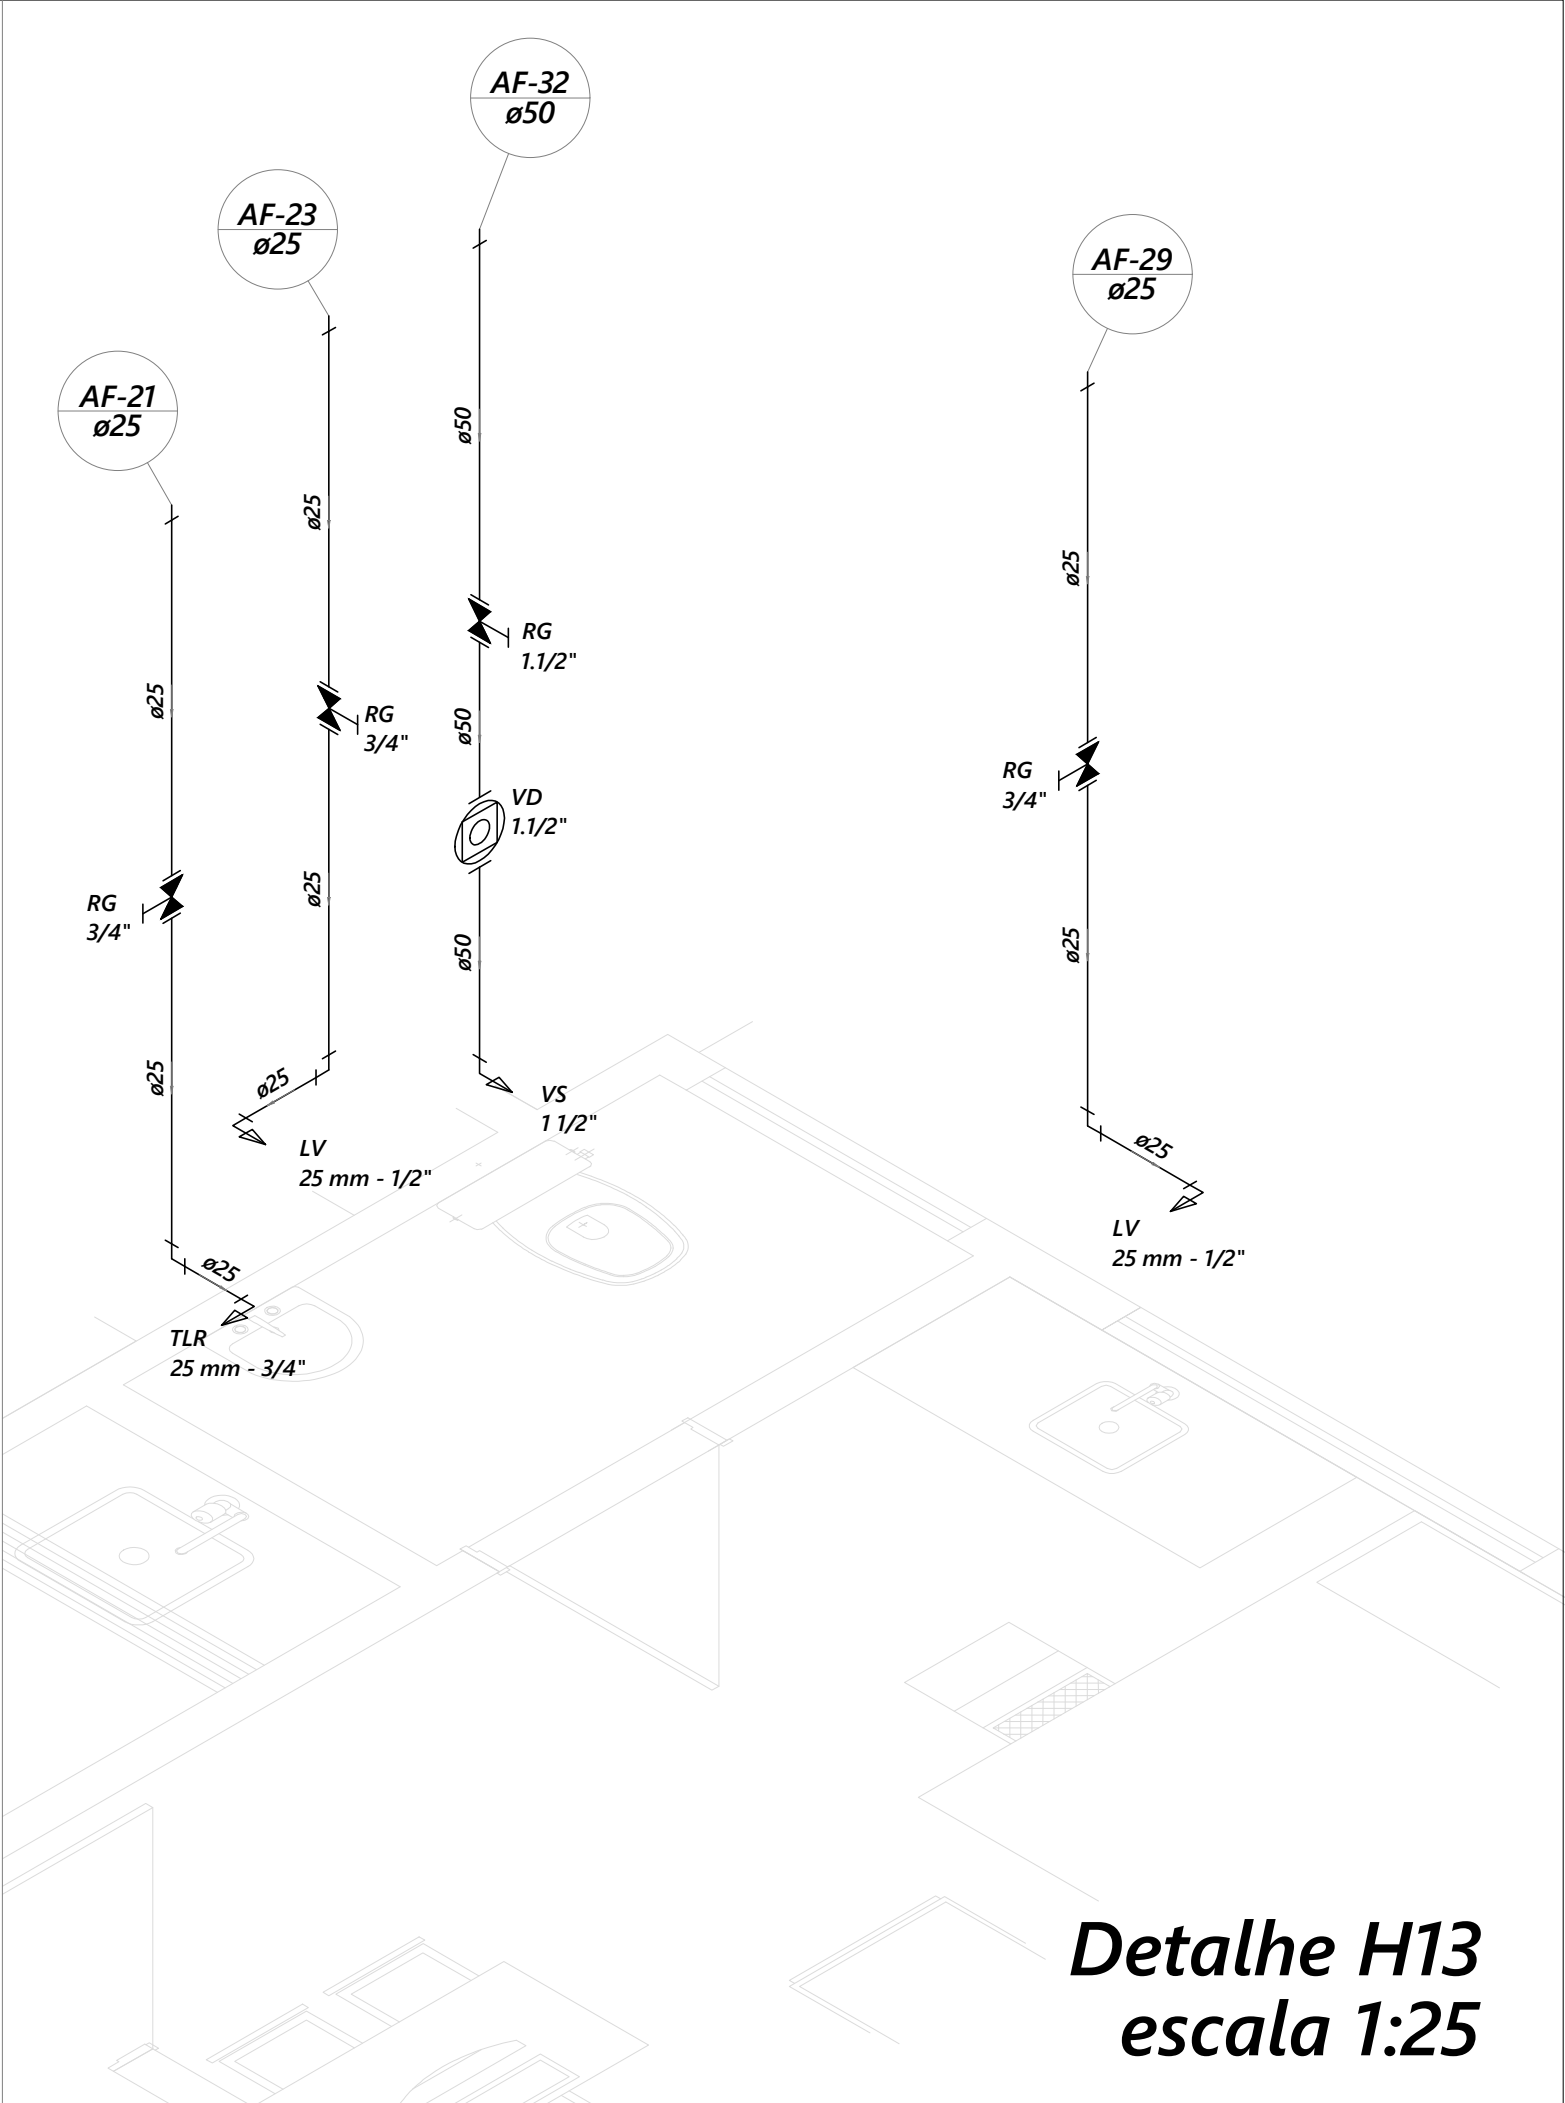 AF-32
ø50
AF-23
ø25
AF-29
ø25
AF-21
ø25
ø50
ø25
ø25
RG
1.1/2"
ø25
RG
3/4"
ø50
RG
3/4"
VD
1.1/2"
RG
3/4"
ø25
ø50
ø25
ø25
ø25
VS
1 1/2"
LV
25 mm - 1/2"
ø25
LV
25 mm - 1/2"
ø25
TLR
25 mm - 3/4"
Detalhe H13
escala 1:25